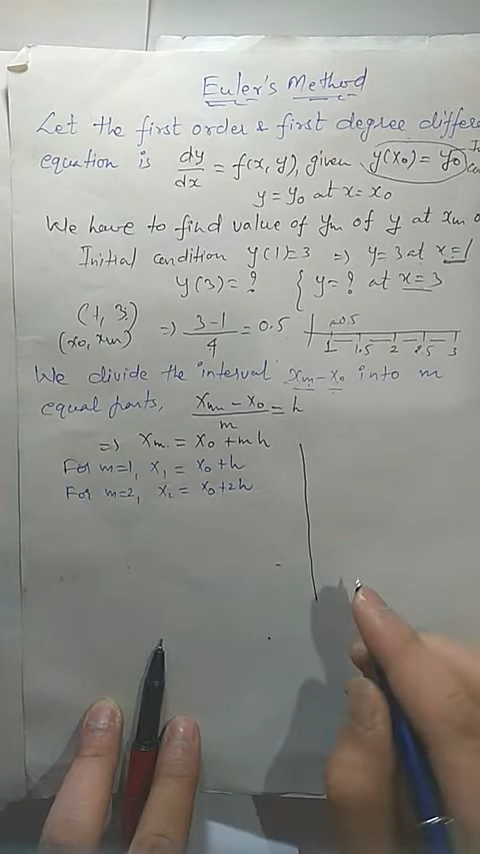 Euler's Method
Let the first order & first degree differe
equation is dy/dx = f(x, y), given y(x₀) = y₀
y = y₀ at x = x₀
We have to find value of yₘ of y at xₘ
Initial condition y(1)=3 => y=3 at x=1
y(3) = ? { y = ? at x = 3
(1, 3)
(x₀, xₘ) => 3-1/4 = 0.5
1 1.5 2 2.5 3
We divide the interval xₘ - x₀ into m
equal parts, xₘ - x₀/m = h
=> xₘ = x₀ + mh
For m=1, x₁ = x₀ + h
For m=2, x₂ = x₀ + 2h